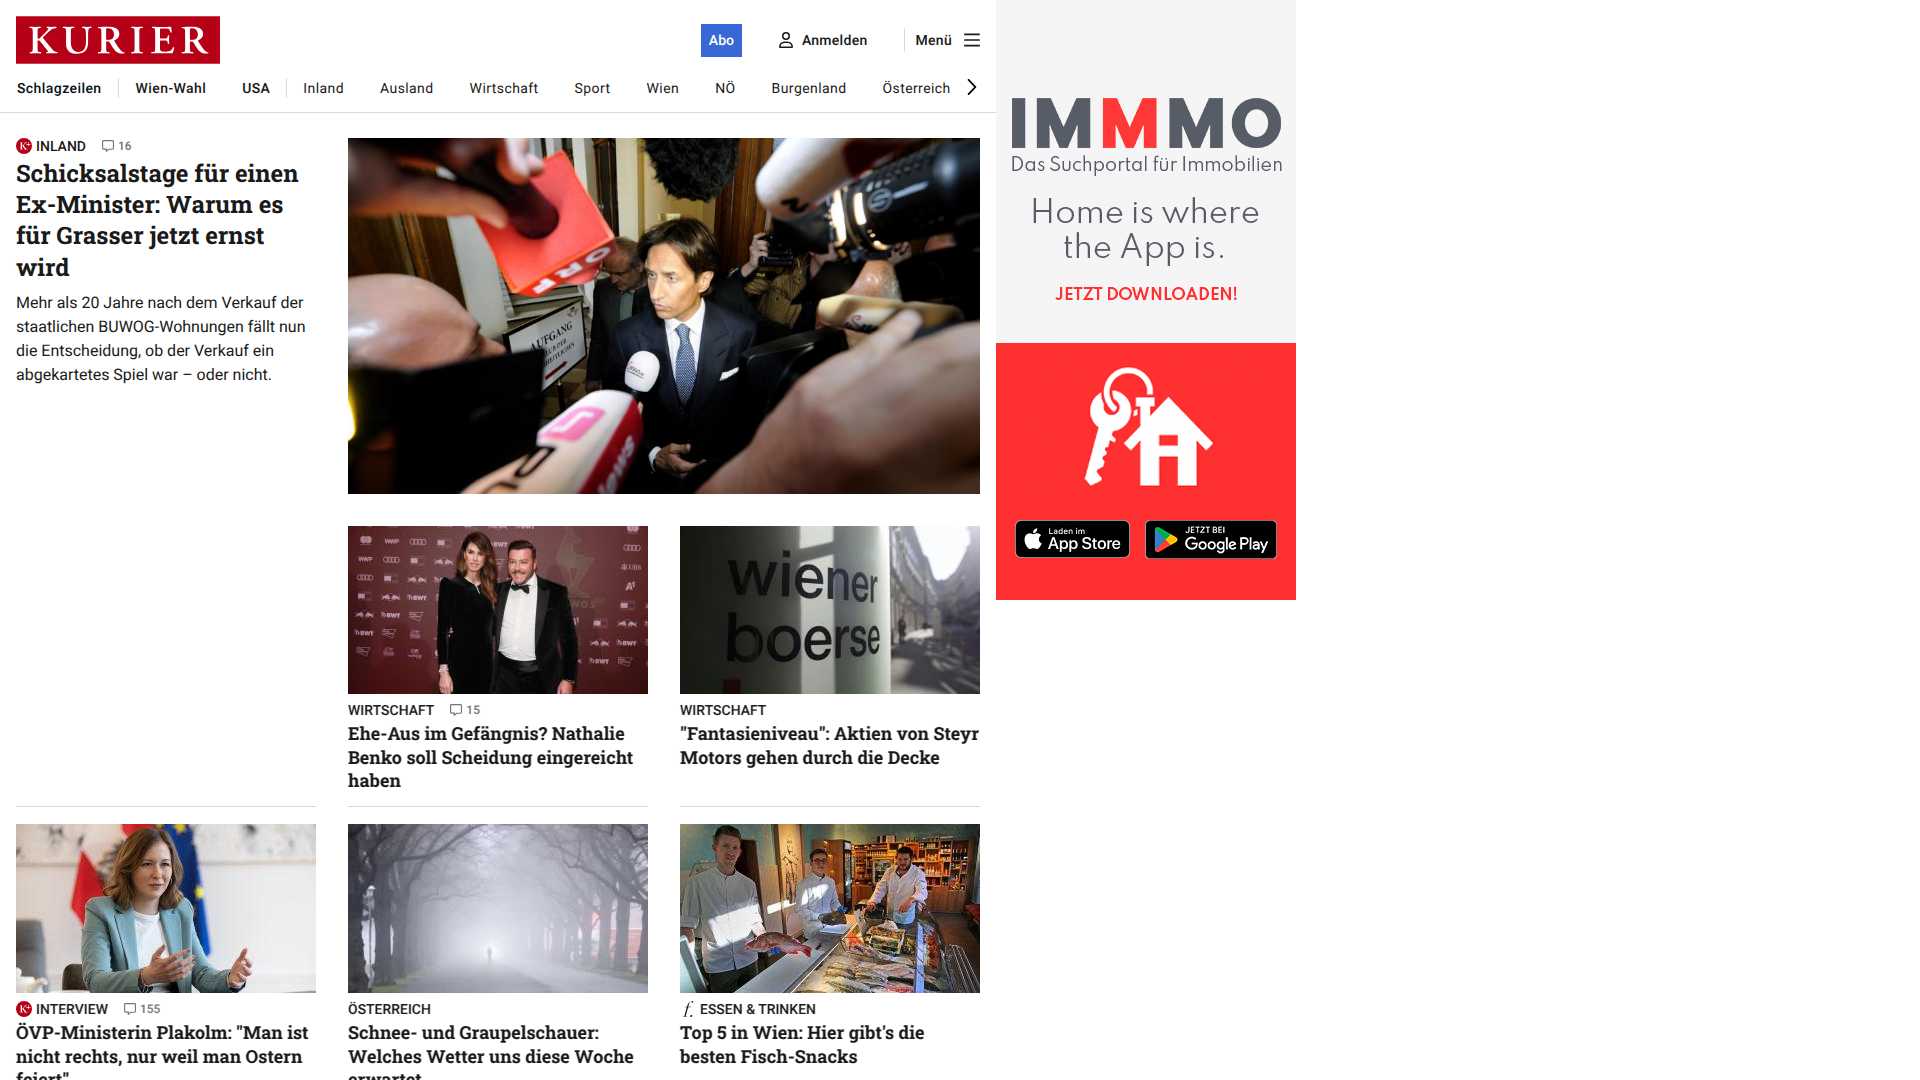 KURIER
Abo
Anmelden
Menü
Schlagzeilen
Wien-Wahl
USA
Inland
Ausland
Wirtschaft
Sport
Wien
NÖ
Burgenland
Österreich
INLAND 16
Schicksalstage für einen
Ex-Minister: Warum es
für Grasser jetzt ernst
wird
Mehr als 20 Jahre nach dem Verkauf der
staatlichen BUWOG-Wohnungen fällt nun
die Entscheidung, ob der Verkauf ein
abgekartetes Spiel war – oder nicht.
ORF
AUFGANG
news
wiener
boerse
WIRTSCHAFT 15
Ehe-Aus im Gefängnis? Nathalie
Benko soll Scheidung eingereicht
haben
WIRTSCHAFT
"Fantasieniveau": Aktien von Steyr
Motors gehen durch die Decke
K+ INTERVIEW 155
ÖVP-Ministerin Plakolm: "Man ist
nicht rechts, nur weil man Ostern
feiert"
ÖSTERREICH
Schnee- und Graupelschauer:
Welches Wetter uns diese Woche
erwartet
f. ESSEN & TRINKEN
Top 5 in Wien: Hier gibt's die
besten Fisch-Snacks
IMMMO
Das Suchportal für Immobilien
Home is where
the App is.
JETZT DOWNLOADEN!
Laden im
App Store
JETZT BEI
Google Play